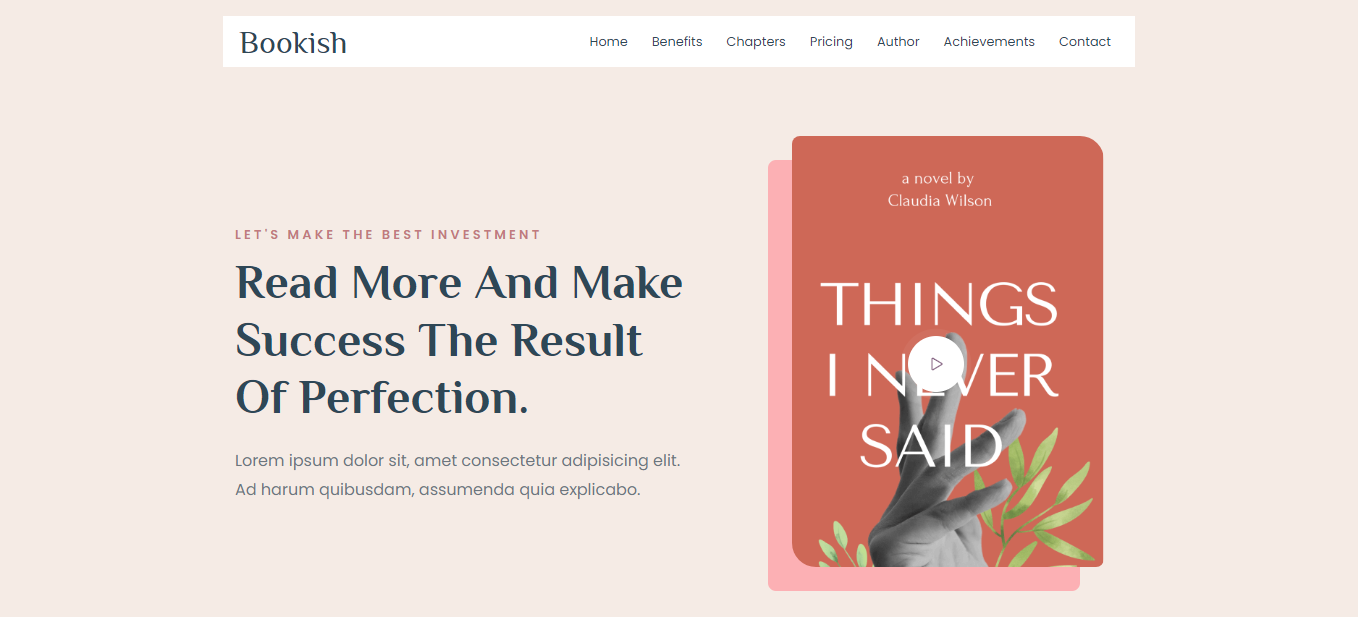 Bookish
Home Benefits Chapters Pricing Author Achievements Contact
LET'S MAKE THE BEST INVESTMENT
Read More And Make
Success The Result
Of Perfection.
Lorem ipsum dolor sit, amet consectetur adipisicing elit.
Ad harum quibusdam, assumenda quia explicabo.
a novel by
Claudia Wilson
THINGS
I NEVER
SAID